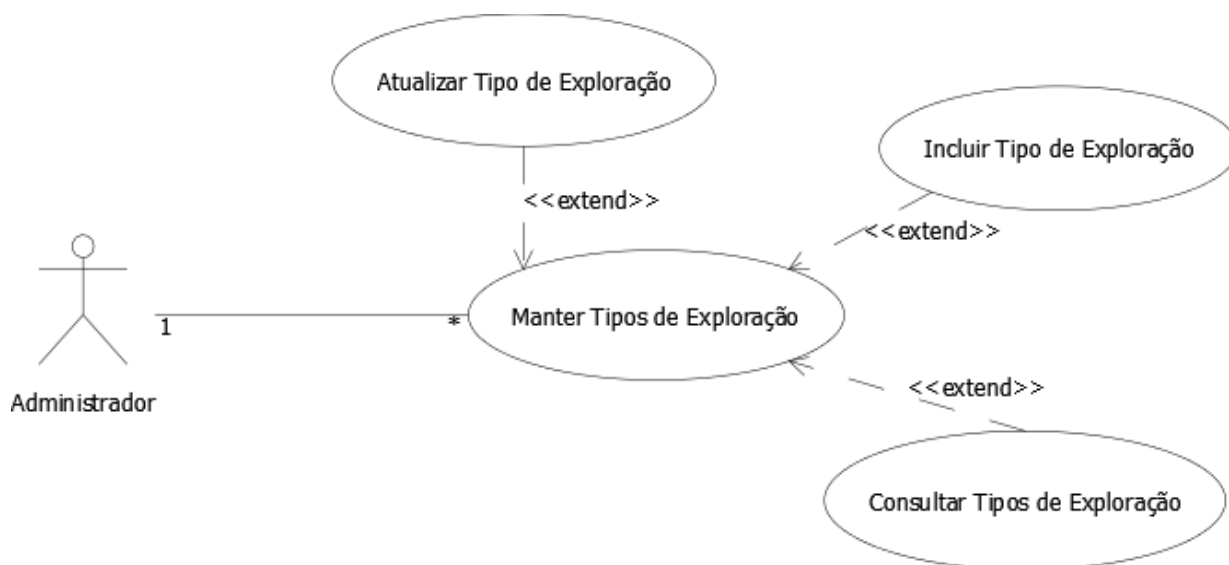 Atualizar Tipo de Exploração
Incluir Tipo de Exploração
<<extend>>
<<extend>>
Manter Tipos de Exploração
1
*
Administrador
<<extend>>
Consultar Tipos de Exploração